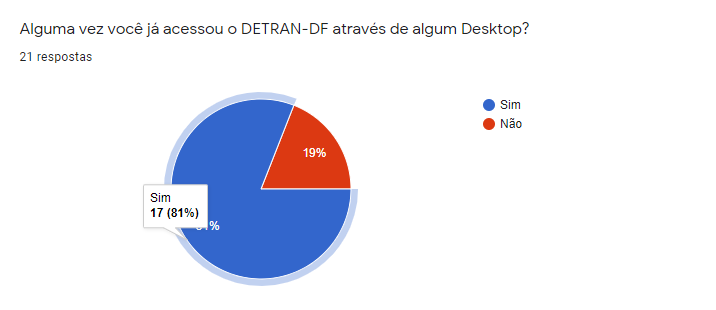 Alguma vez você já acessou o DETRAN-DF através de algum Desktop?
21 respostas
Sim
Não
19%
Sim
17 (81%)